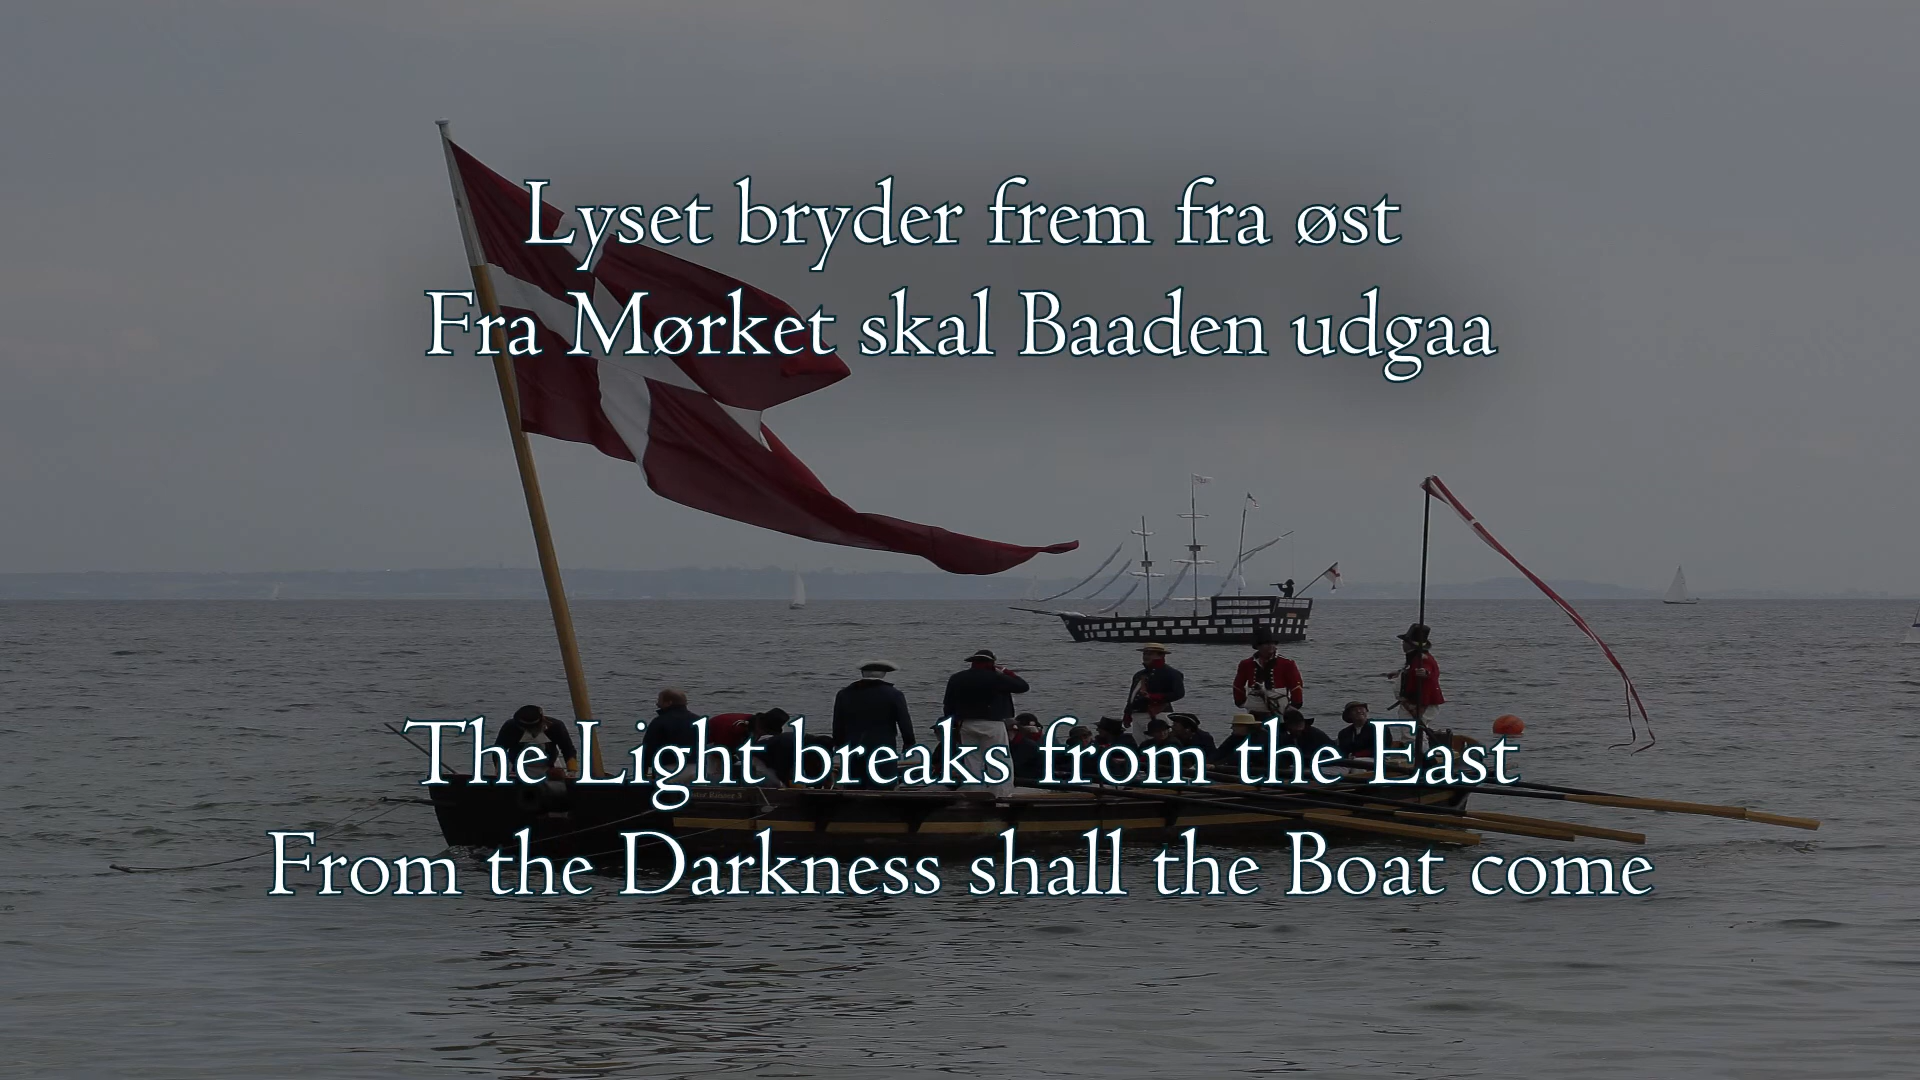 Lyset bryder frem fra øst
Fra Mørket skal Baaden udgaa
The Light breaks from the East
From the Darkness shall the Boat come